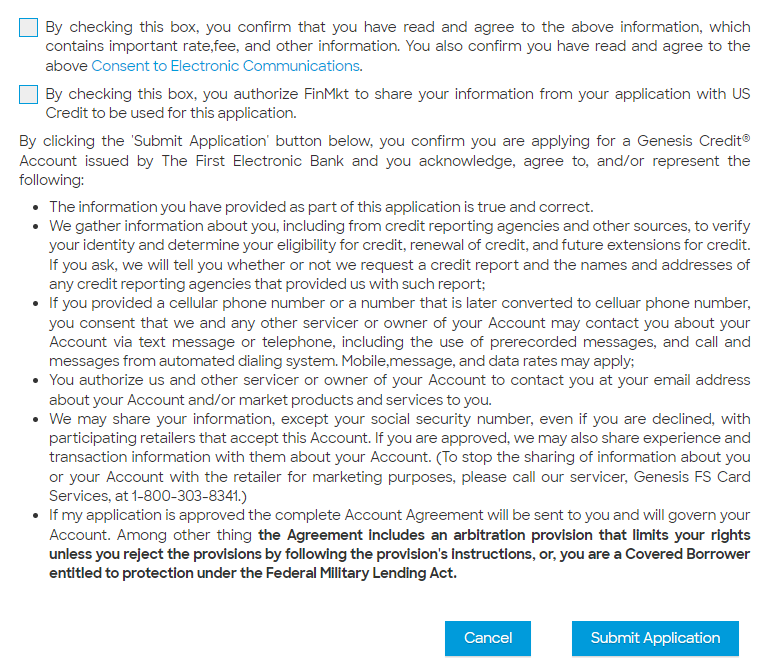 By checking this box, you confirm that you have read and agree to the above information, which
contains important rate,fee, and other information. You also confirm you have read and agree to the
above Consent to Electronic Communications.
By checking this box, you authorize FinMkt to share your information from your application with US
Credit to be used for this application.
By clicking the 'Submit Application' button below, you confirm you are applying for a Genesis Credit®
Account issued by The First Electronic Bank and you acknowledge, agree to, and/or represent the
following:
• The information you have provided as part of this application is true and correct.
• We gather information about you, including from credit reporting agencies and other sources, to verify
your identity and determine your eligibility for credit, renewal of credit, and future extensions for credit.
If you ask, we will tell you whether or not we request a credit report and the names and addresses of
any credit reporting agencies that provided us with such report;
• If you provided a cellular phone number or a number that is later converted to celluar phone number,
you consent that we and any other servicer or owner of your Account may contact you about your
Account via text message or telephone, including the use of prerecorded messages, and call and
messages from automated dialing system. Mobile,message, and data rates may apply;
• You authorize us and other servicer or owner of your Account to contact you at your email address
about your Account and/or market products and services to you.
• We may share your information, except your social security number, even if you are declined, with
participating retailers that accept this Account. If you are approved, we may also share experience and
transaction information with them about your Account. (To stop the sharing of information about you
or your Account with the retailer for marketing purposes, please call our servicer, Genesis FS Card
Services, at 1-800-303-8341.)
• If my application is approved the complete Account Agreement will be sent to you and will govern your
Account. Among other thing the Agreement includes an arbitration provision that limits your rights
unless you reject the provisions by following the provision's instructions, or, you are a Covered Borrower
entitled to protection under the Federal Military Lending Act.
Cancel
Submit Application